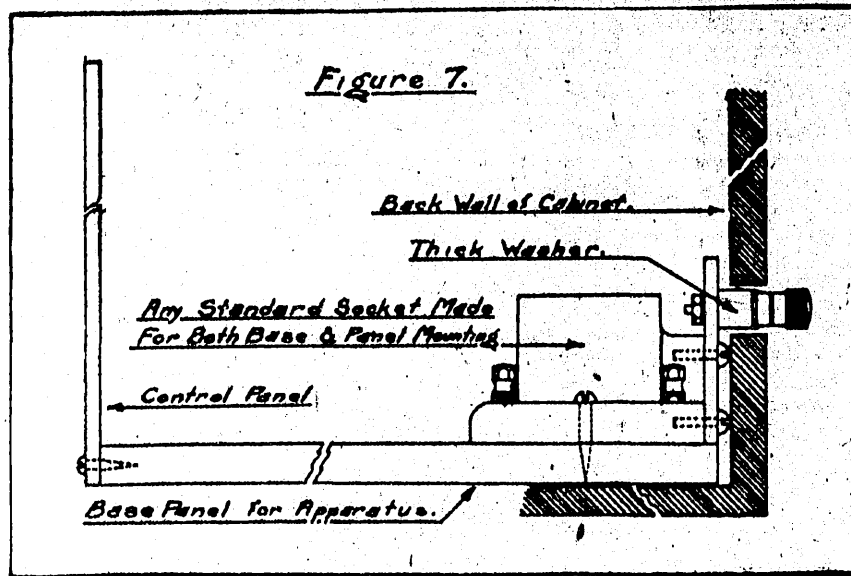 Figure 7.
Back Wall of Cabinet.
Thick Washer.
Any Standard Socket Made
For Both Base & Panel Mounting
Control Panel
Base Panel for Apparatus.